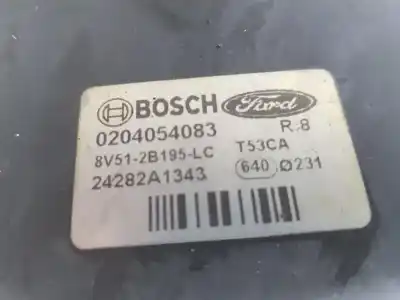 BOSCH Ford
0204054083 R.8
8V51-2B195-LC T53CA
24282A1343 640 Ø231